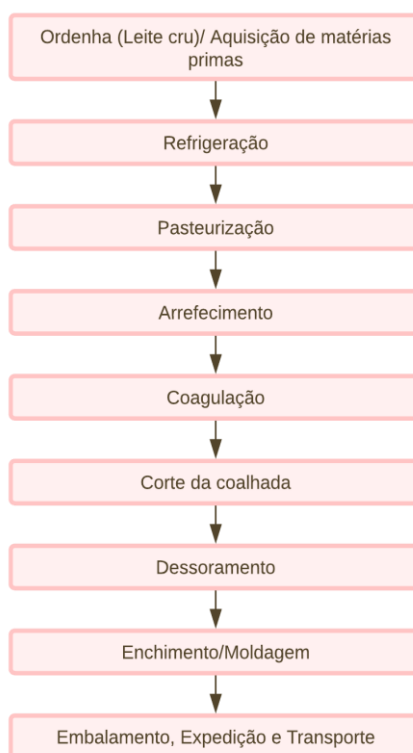 Ordenha (Leite cru)/ Aquisição de matérias
primas
Refrigeração
Pasteurização
Arrefecimento
Coagulação
Corte da coalhada
Dessoramento
Enchimento/Moldagem
Embalamento, Expedição e Transporte